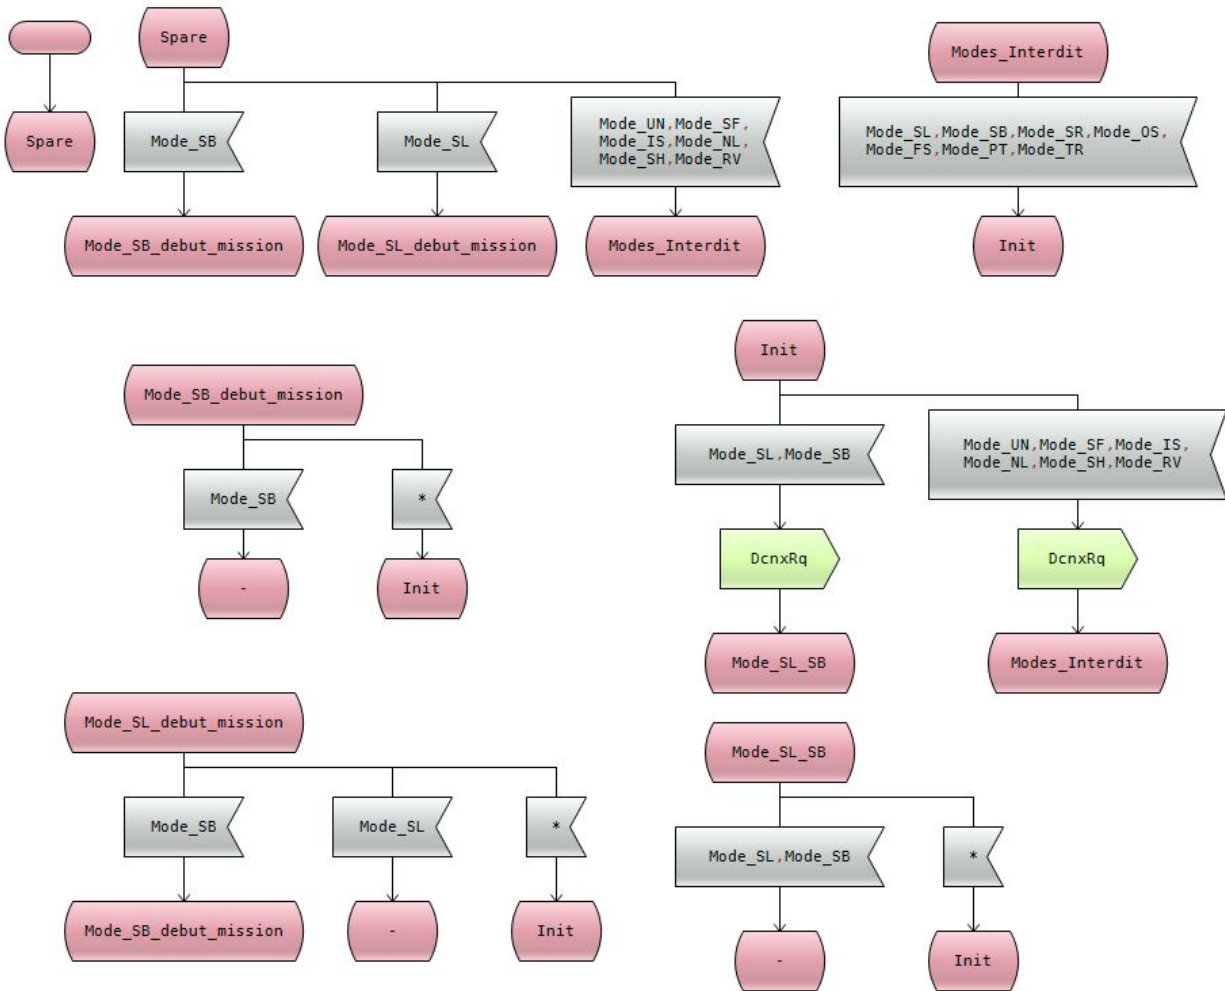 Spare
Spare
Mode_SB
Mode_SL
Mode_UN,Mode_SF,
Mode_IS,Mode_NL,
Mode_SH,Mode_RV
Mode_SB_debut_mission
Mode_SL_debut_mission
Modes_Interdit
Modes_Interdit
Mode_SL,Mode_SB,Mode_SR,Mode_OS,
Mode_FS,Mode_PT,Mode_TR
Init
Mode_SB_debut_mission
Mode_SB
*
-
Init
Init
Mode_SL,Mode_SB
Mode_UN,Mode_SF,Mode_IS,
Mode_NL,Mode_SH,Mode_RV
DcnxRq
DcnxRq
Mode_SL_SB
Modes_Interdit
Mode_SL_debut_mission
Mode_SB
Mode_SL
*
Mode_SB_debut_mission
-
Init
Mode_SL_SB
Mode_SL,Mode_SB
*
-
Init